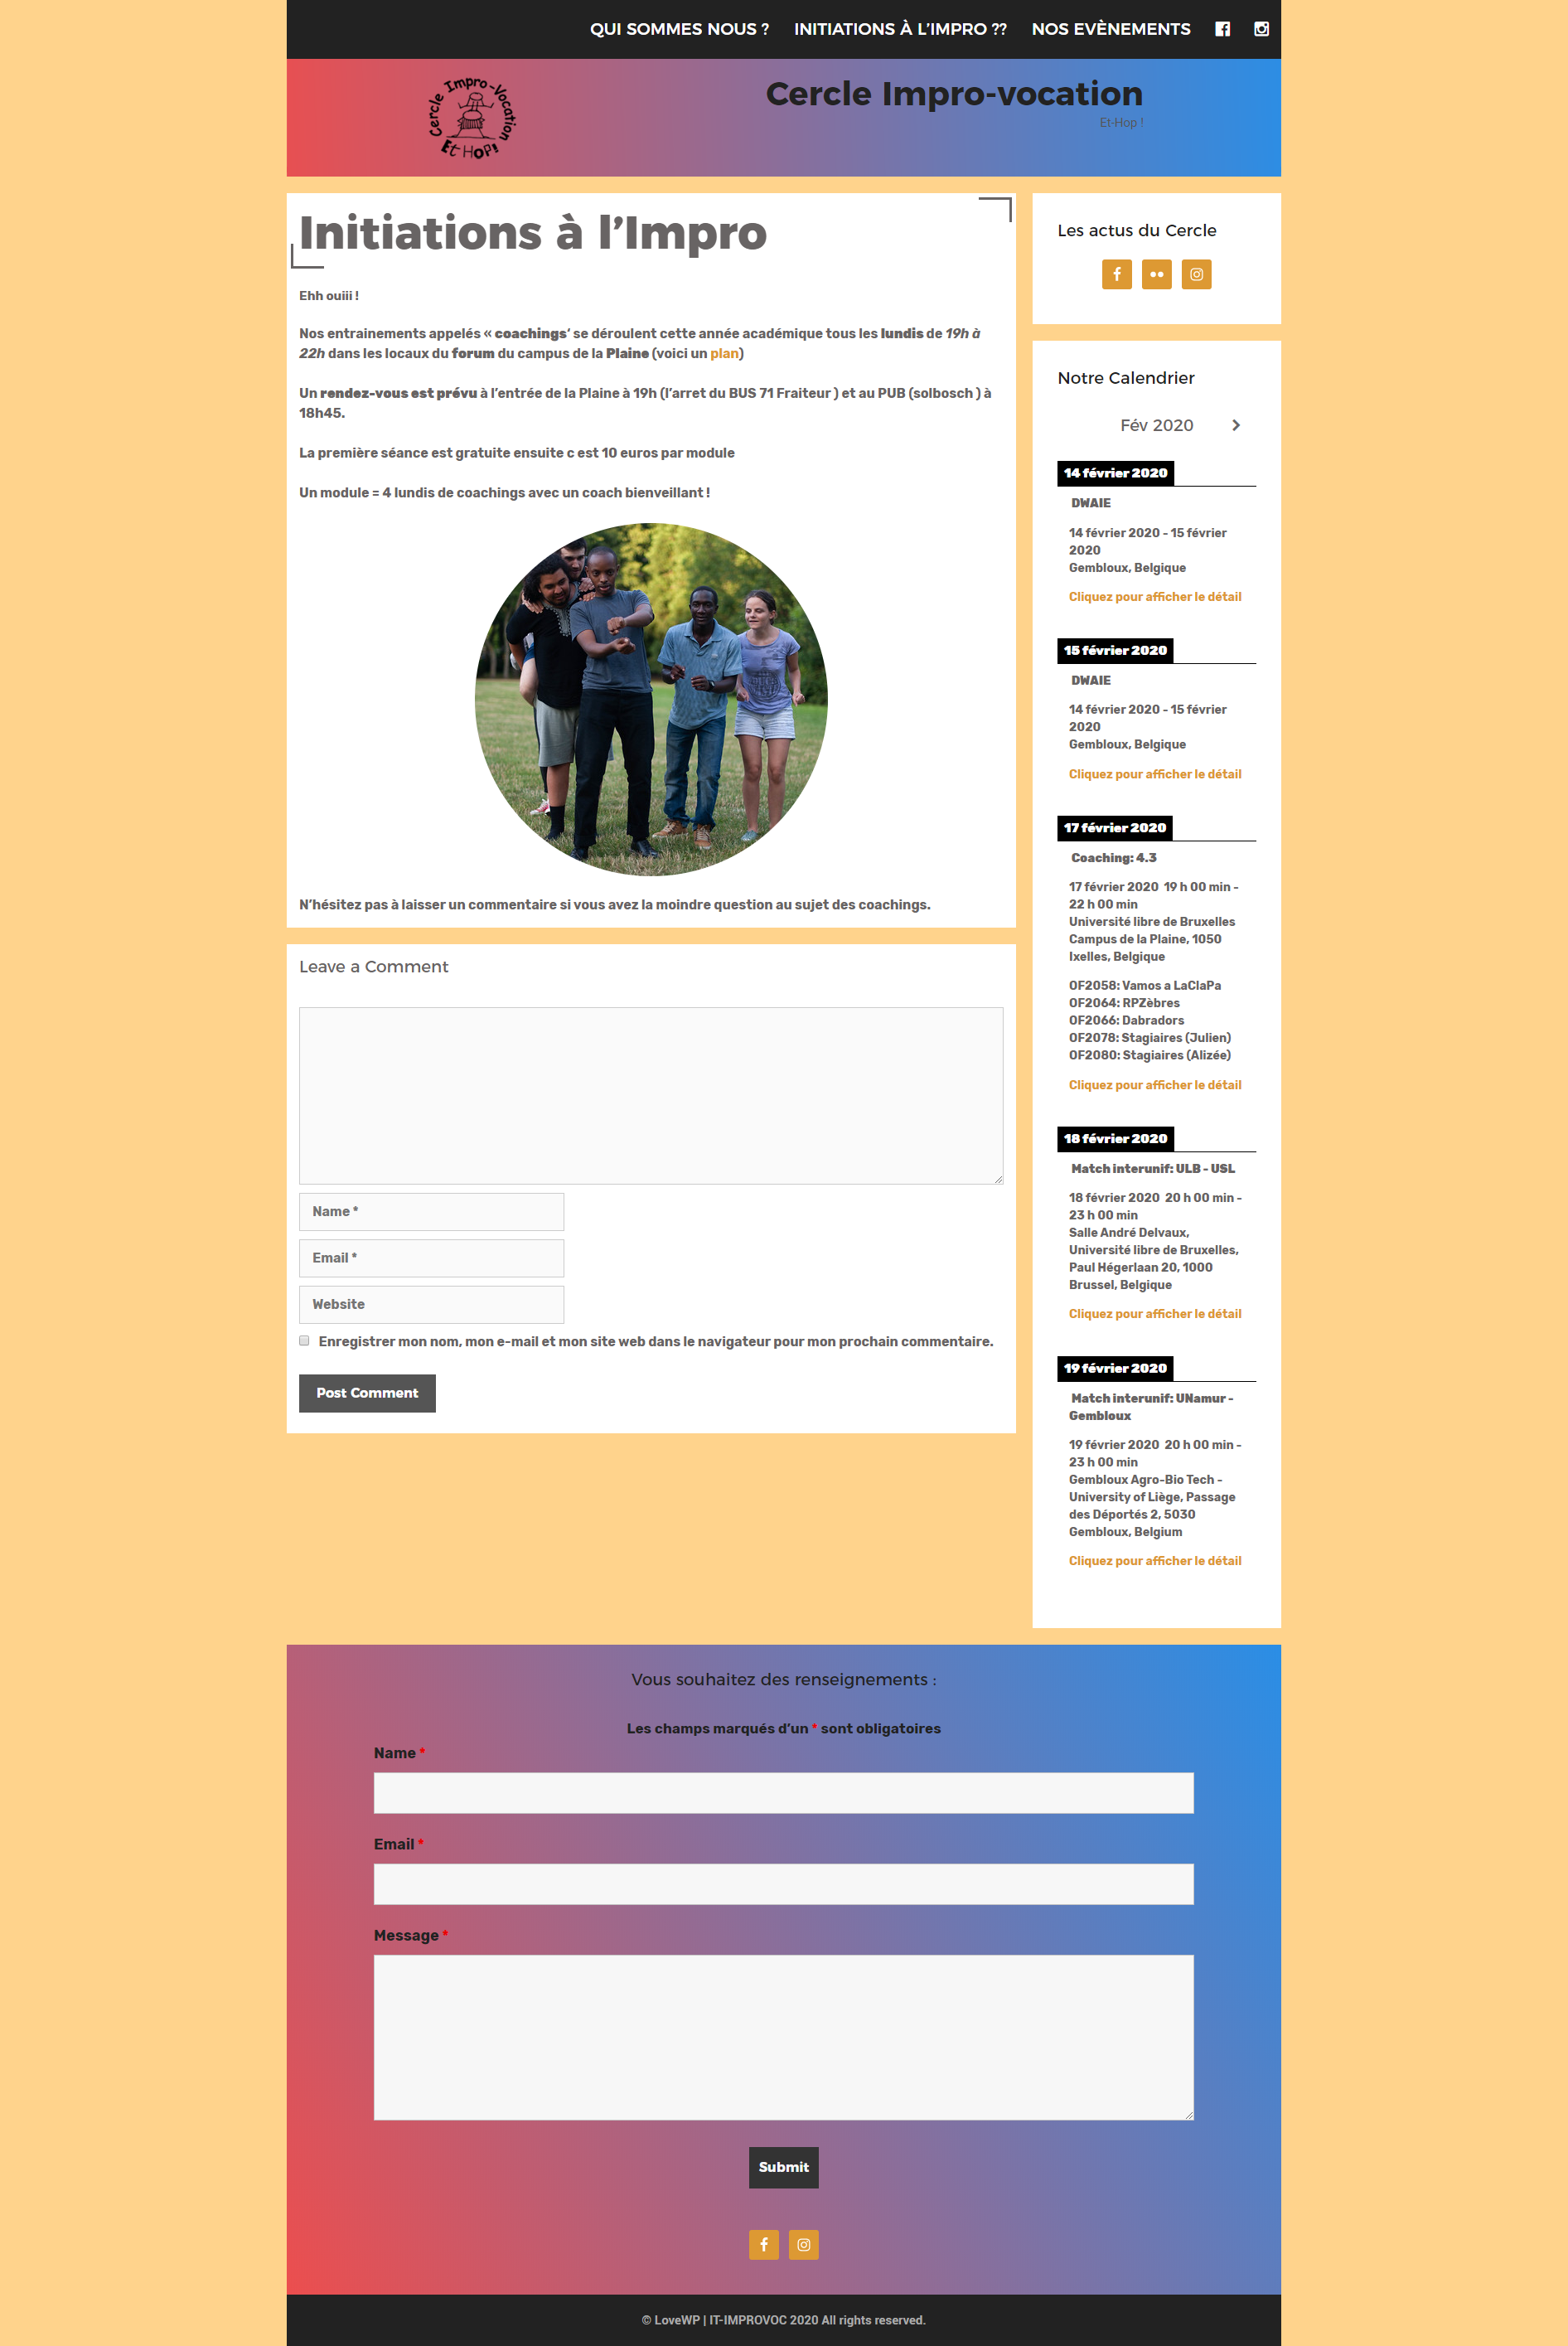 QUI SOMMES NOUS ?
INITIATIONS À L'IMPRO ??
NOS EVÈNEMENTS
Cercle Impro-Vocation
Et-HOP!
Cercle Impro-vocation
Et-Hop !
Initiations à l’Impro
Ehh ouiii !
Nos entrainements appelés « coachings’ se déroulent cette année académique tous les lundis de 19h à
22h dans les locaux du forum du campus de la Plaine (voici un plan)
Un rendez-vous est prévu à l’entrée de la Plaine à 19h (l’arret du BUS 71 Fraiteur ) et au PUB (solbosch ) à
18h45.
La première séance est gratuite ensuite c est 10 euros par module
Un module = 4 lundis de coachings avec un coach bienveillant !
N’hésitez pas à laisser un commentaire si vous avez la moindre question au sujet des coachings.
Leave a Comment
Name *
Email *
Website
Enregistrer mon nom, mon e-mail et mon site web dans le navigateur pour mon prochain commentaire.
Post Comment
Les actus du Cercle
Notre Calendrier
Fév 2020
14 février 2020
DWAIE
14 février 2020 - 15 février
2020
Gembloux, Belgique
Cliquez pour afficher le détail
15 février 2020
DWAIE
14 février 2020 - 15 février
2020
Gembloux, Belgique
Cliquez pour afficher le détail
17 février 2020
Coaching: 4.3
17 février 2020 19 h 00 min -
22 h 00 min
Université libre de Bruxelles
Campus de la Plaine, 1050
Ixelles, Belgique
OF2058: Vamos a LaClaPa
OF2064: RPZèbres
OF2066: Dabradors
OF2078: Stagiaires (Julien)
OF2080: Stagiaires (Alizée)
Cliquez pour afficher le détail
18 février 2020
Match interunif: ULB - USL
18 février 2020 20 h 00 min -
23 h 00 min
Salle André Delvaux,
Université libre de Bruxelles,
Paul Hégerlaan 20, 1000
Brussel, Belgique
Cliquez pour afficher le détail
19 février 2020
Match interunif: UNamur -
Gembloux
19 février 2020 20 h 00 min -
23 h 00 min
Gembloux Agro-Bio Tech -
University of Liège, Passage
des Déportés 2, 5030
Gembloux, Belgium
Cliquez pour afficher le détail
Vous souhaitez des renseignements :
Les champs marqués d’un * sont obligatoires
Name *
Email *
Message *
Submit
© LoveWP | IT-IMPROVOC 2020 All rights reserved.